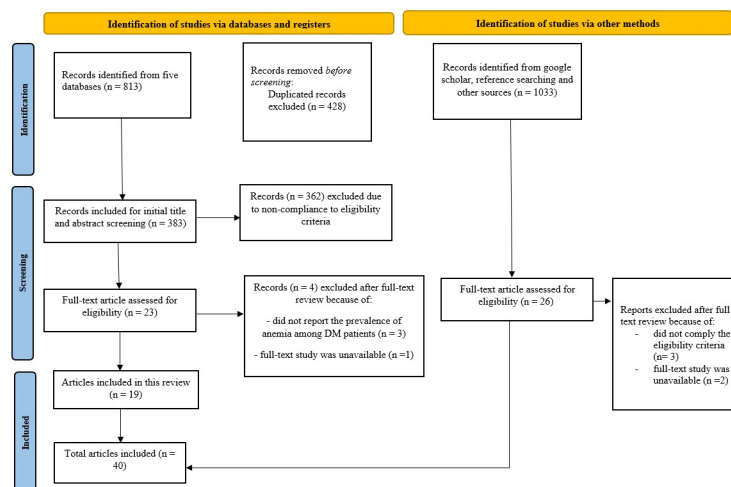 Identification of studies via databases and registers
Identification of studies via other methods
Identification
Records identified from five
databases (n = 813)
Records removed before
screening:
Duplicated records
excluded (n = 428)
Records identified from google
scholar, reference searching and
other sources (n = 1033)
Screening
Records included for initial title
and abstract screening (n = 383)
Records (n = 362) excluded due
to non-compliance to eligibility
criteria
Full-text article assessed for
eligibility (n = 23)
Records (n = 4) excluded after full-text
review because of:
- did not report the prevalence of
anemia among DM patients (n = 3)
- full-text study was unavailable (n =1)
Full-text article assessed for
eligibility (n = 26)
Reports excluded after full-
text review because of:
- did not comply the
eligibility criteria
(n= 3)
- full-text study was
unavailable (n =2)
Included
Articles included in this review
(n = 19)
Total articles included (n =
40)